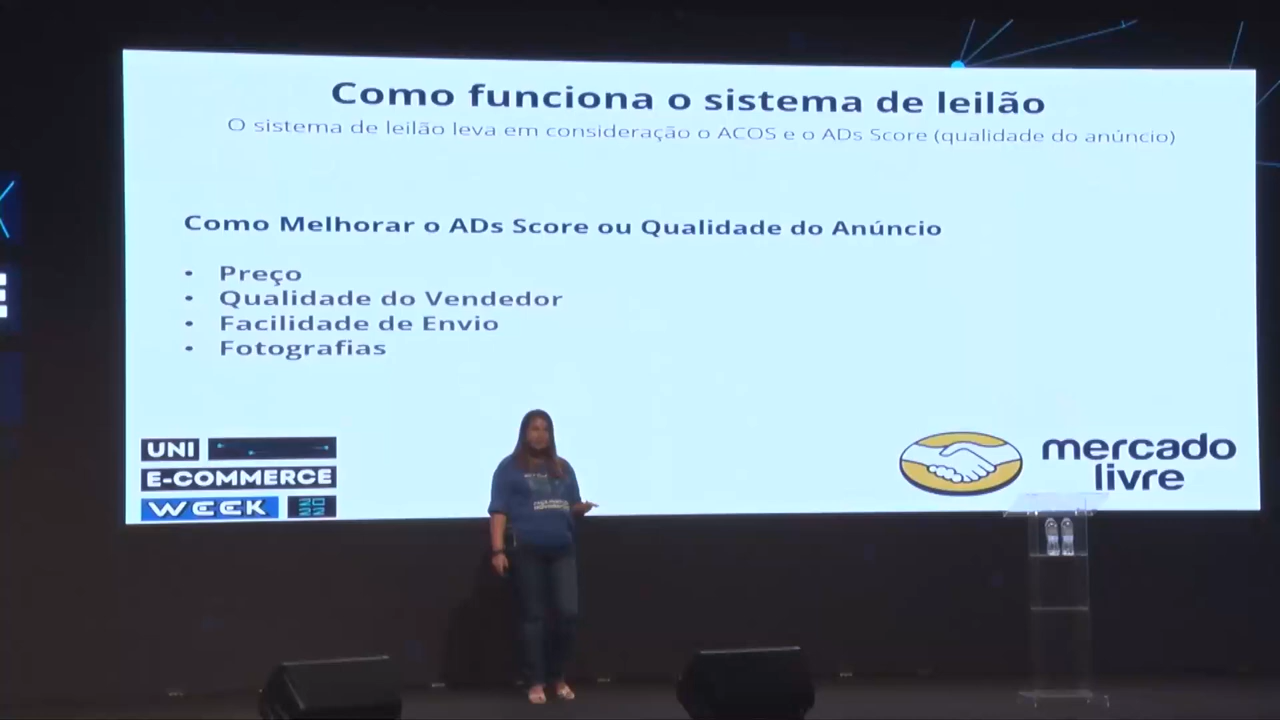 Como funciona o sistema de leilão
O sistema de leilão leva em consideração o ACOS e o ADs Score (qualidade do anúncio)
Como Melhorar o ADs Score ou Qualidade do Anúncio
• Preço
• Qualidade do Vendedor
• Facilidade de Envio
• Fotografias
UNI
E-COMMERCE
WEEK 2022
mercado
livre